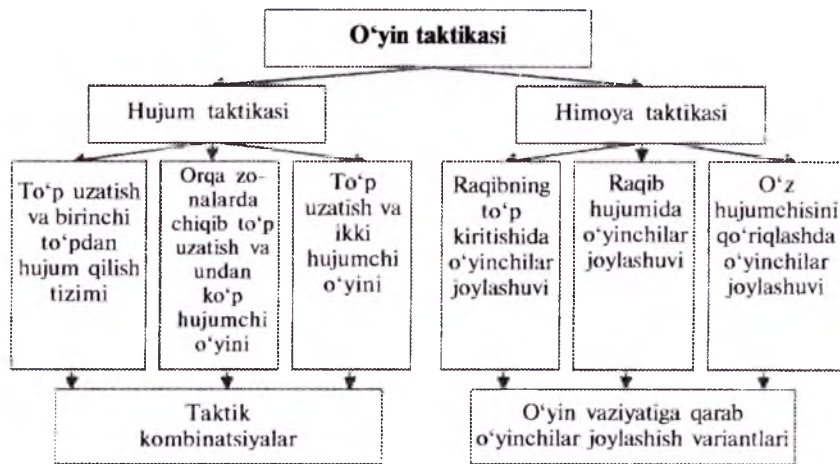 O‘yin taktikasi
Hujum taktikasi
Himoya taktikasi
To‘p uzatish
va birinchi
to‘pdan
hujum qilish
tizimi
Orqa zo-
nalarda
chiqib to‘p
uzatish va
undan
ko‘p
hujumchi
o‘yini
To‘p
uzatish va
ikki
hujumchi
o‘yini
Raqibning
to‘p
kiritishida
o‘yinchilar
joylashuvi
Raqib
hujumida
o‘yinchilar
joylashuvi
O‘z
hujumchisini
qo‘riqlashda
o‘yinchilar
joylashuvi
Taktik
kombinatsiyalar
O‘yin vaziyatiga qarab
o‘yinchilar joylashish variantlari